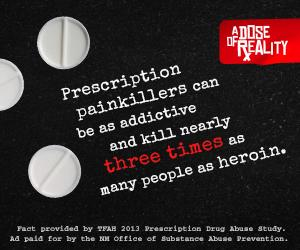 A DOSE
OF REALITY
Prescription
painkillers can
be as addictive
and kill nearly
three times as
many people as heroin.
Fact provided by TFAH 2013 Prescription Drug Abuse Study.
Ad paid for by the NM Office of Substance Abuse Prevention.